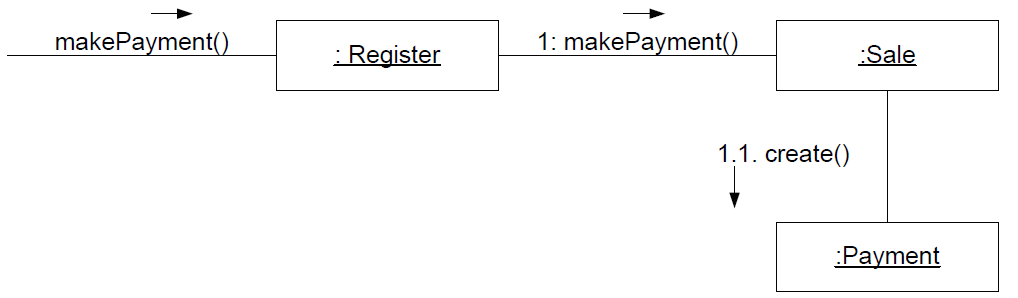 makePayment()
: Register
1: makePayment()
:Sale
1.1. create()
:Payment